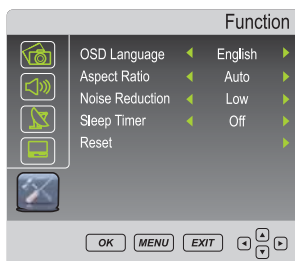 Function
OSD Language English
Aspect Ratio Auto
Noise Reduction Low
Sleep Timer Off
Reset
OK MENU EXIT